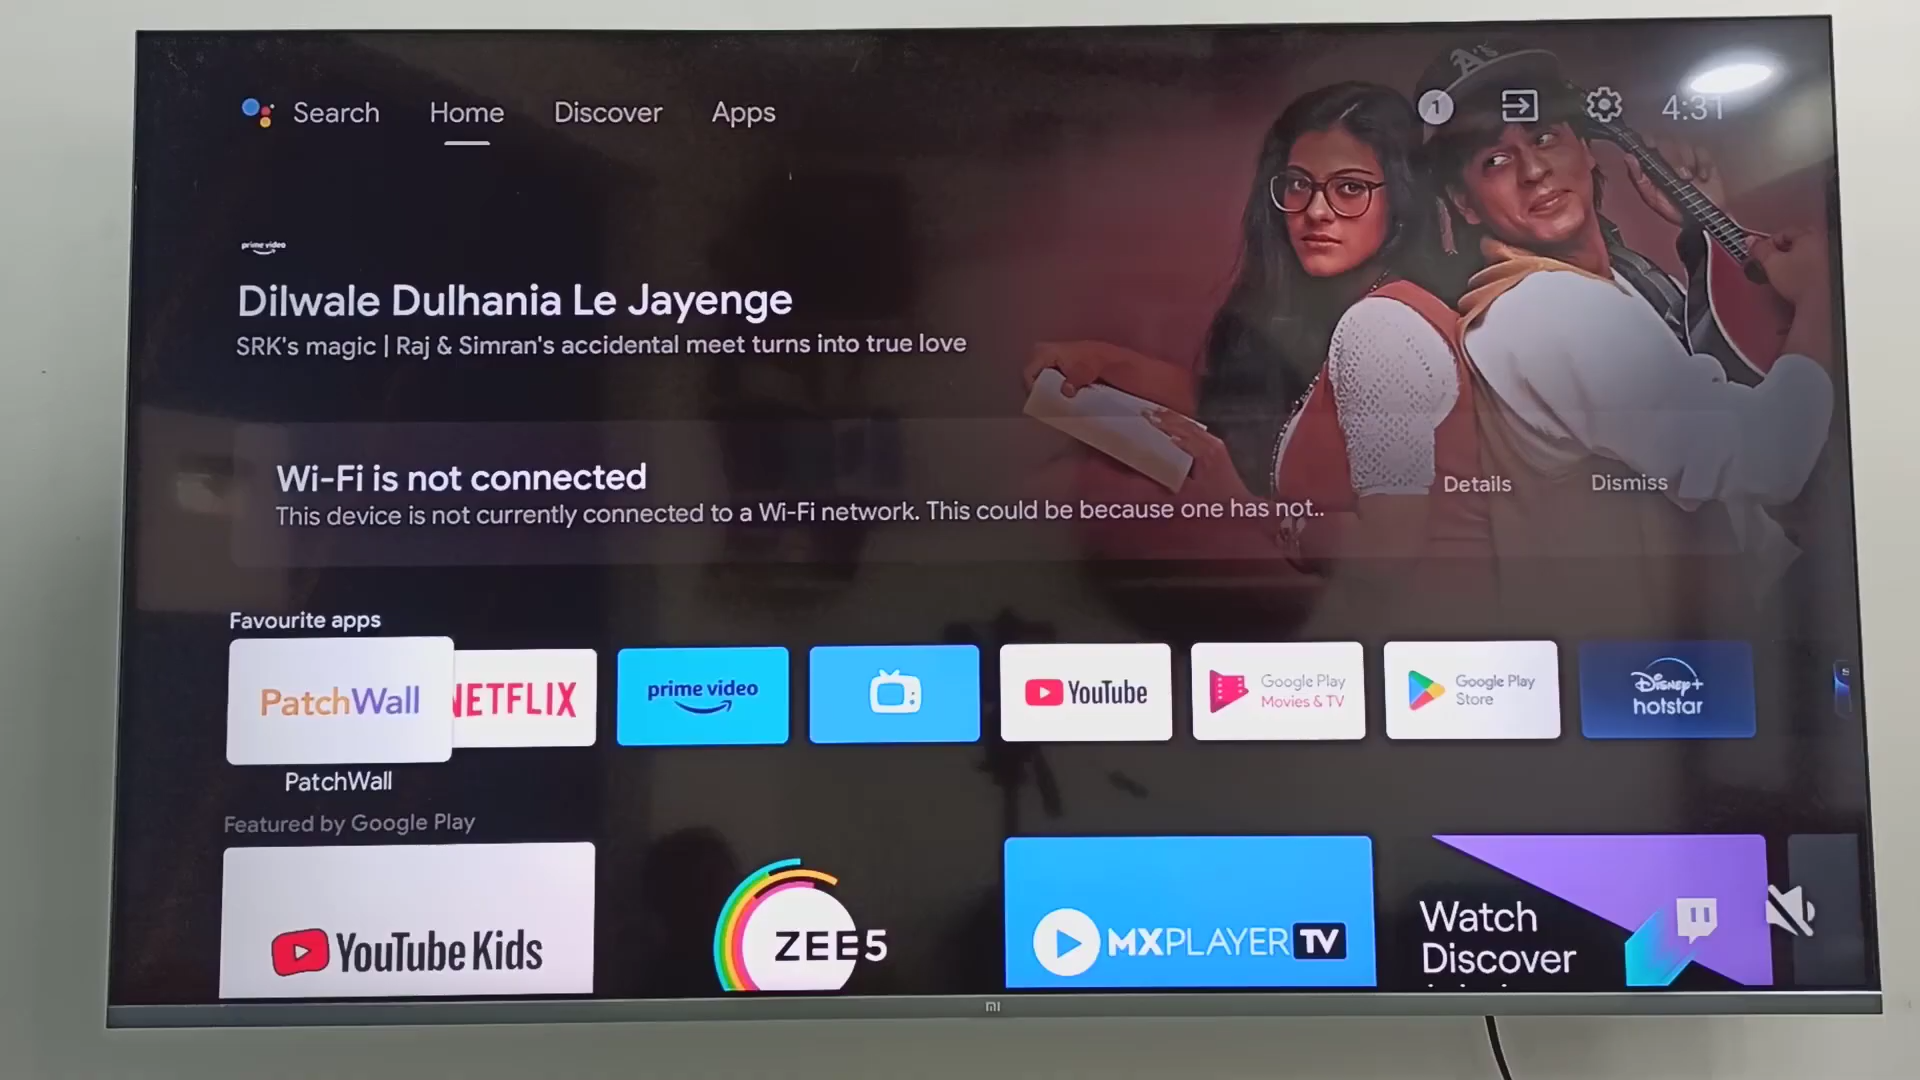 Search Home Discover Apps
1 4:31
A's
prime video
Dilwale Dulhania Le Jayenge
SRK's magic | Raj & Simran's accidental meet turns into true love
Wi-Fi is not connected
This device is not currently connected to a Wi-Fi network. This could be because one has not..
Details Dismiss
Favourite apps
PatchWall
NETFLIX
prime video
YouTube
Google Play
Movies & TV
Google Play
Store
Disney+
hotstar
PatchWall
Featured by Google Play
YouTube Kids
ZEE5
MXPLAYER TV
Watch
Discover
mi